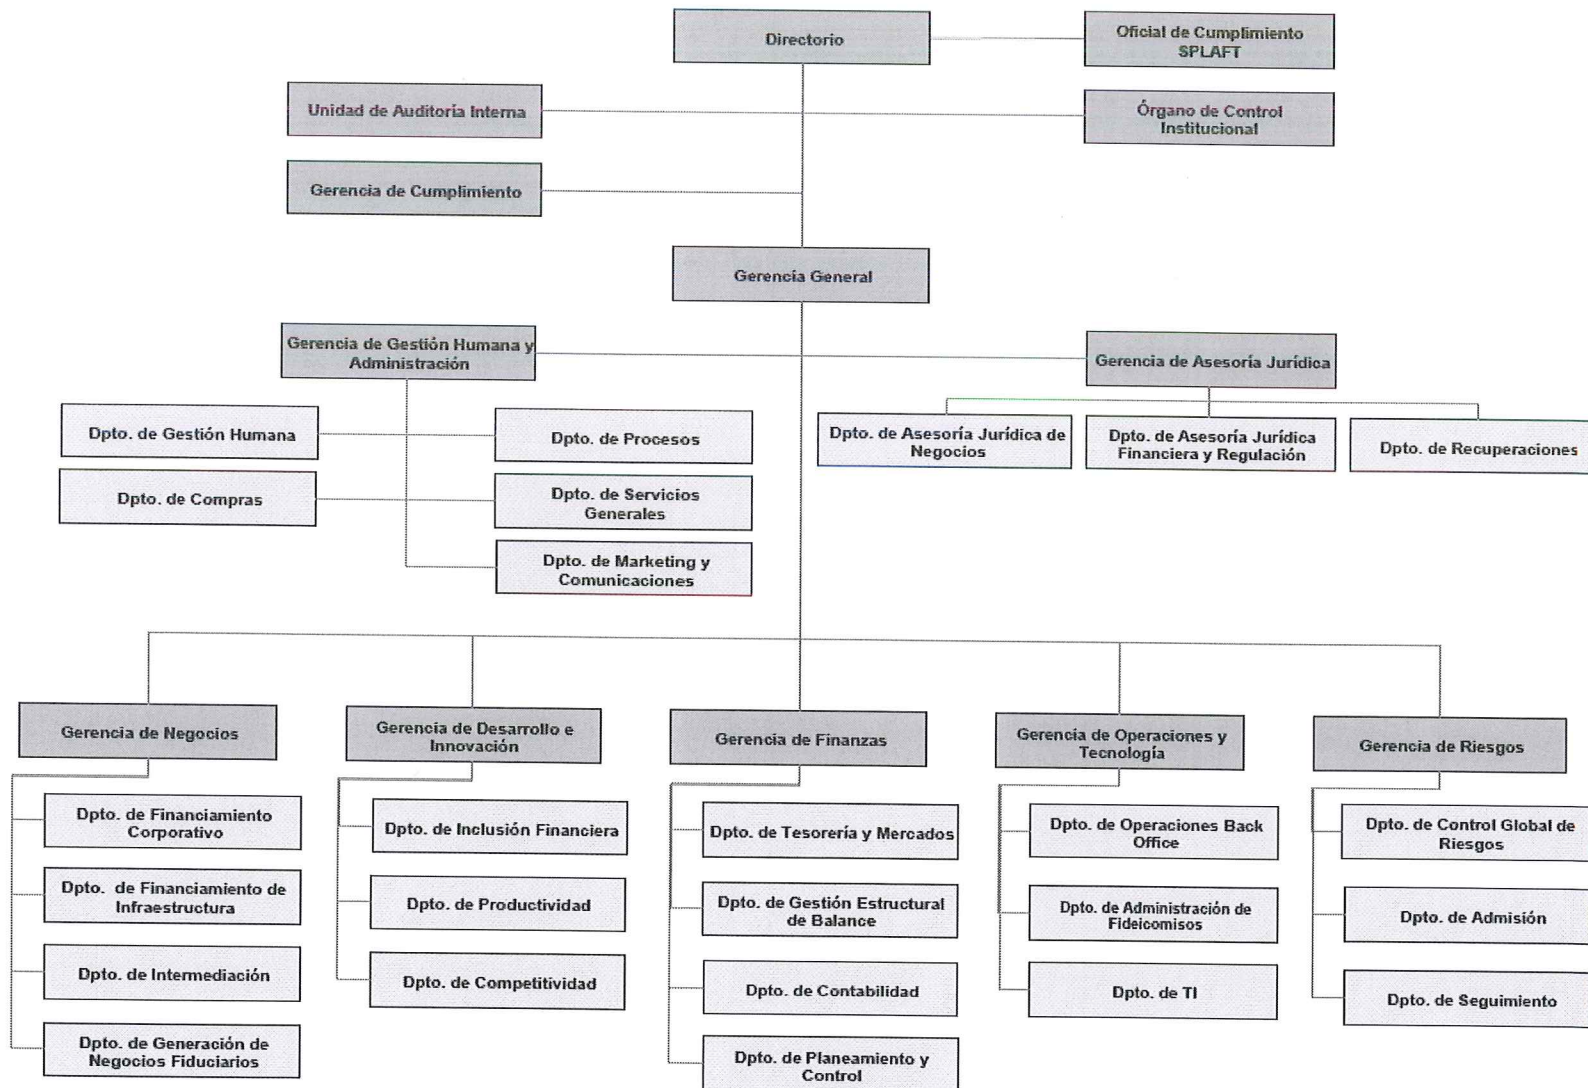 Directorio
Oficial de Cumplimiento
SPLAFT
Unidad de Auditoría Interna
Órgano de Control
Institucional
Gerencia de Cumplimiento
Gerencia General
Gerencia de Gestión Humana y
Administración
Gerencia de Asesoría Jurídica
Dpto. de Gestión Humana
Dpto. de Procesos
Dpto. de Asesoría Jurídica de
Negocios
Dpto. de Asesoría Jurídica
Financiera y Regulación
Dpto. de Recuperaciones
Dpto. de Compras
Dpto. de Servicios
Generales
Dpto. de Marketing y
Comunicaciones
Gerencia de Negocios
Gerencia de Desarrollo e
Innovación
Gerencia de Finanzas
Gerencia de Operaciones y
Tecnología
Gerencia de Riesgos
Dpto. de Financiamiento
Corporativo
Dpto. de Financiamiento de
Infraestructura
Dpto. de Intermediación
Dpto. de Generación de
Negocios Fiduciarios
Dpto. de Inclusión Financiera
Dpto. de Productividad
Dpto. de Competitividad
Dpto. de Tesorería y Mercados
Dpto. de Gestión Estructural
de Balance
Dpto. de Contabilidad
Dpto. de Planeamiento y
Control
Dpto. de Operaciones Back
Office
Dpto. de Administración de
Fideicomisos
Dpto. de TI
Dpto. de Control Global de
Riesgos
Dpto. de Admisión
Dpto. de Seguimiento